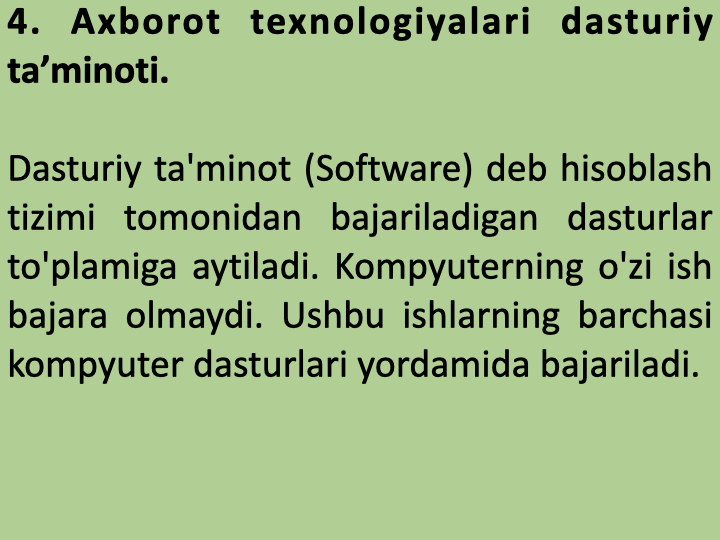 4. Axborot texnologiyalari dasturiy
ta’minoti.
Dasturiy ta'minot (Software) deb hisoblash
tizimi tomonidan bajariladigan dasturlar
to'plamiga aytiladi. Kompyuterning o'zi ish
bajara olmaydi. Ushbu ishlarning barchasi
kompyuter dasturlari yordamida bajariladi.